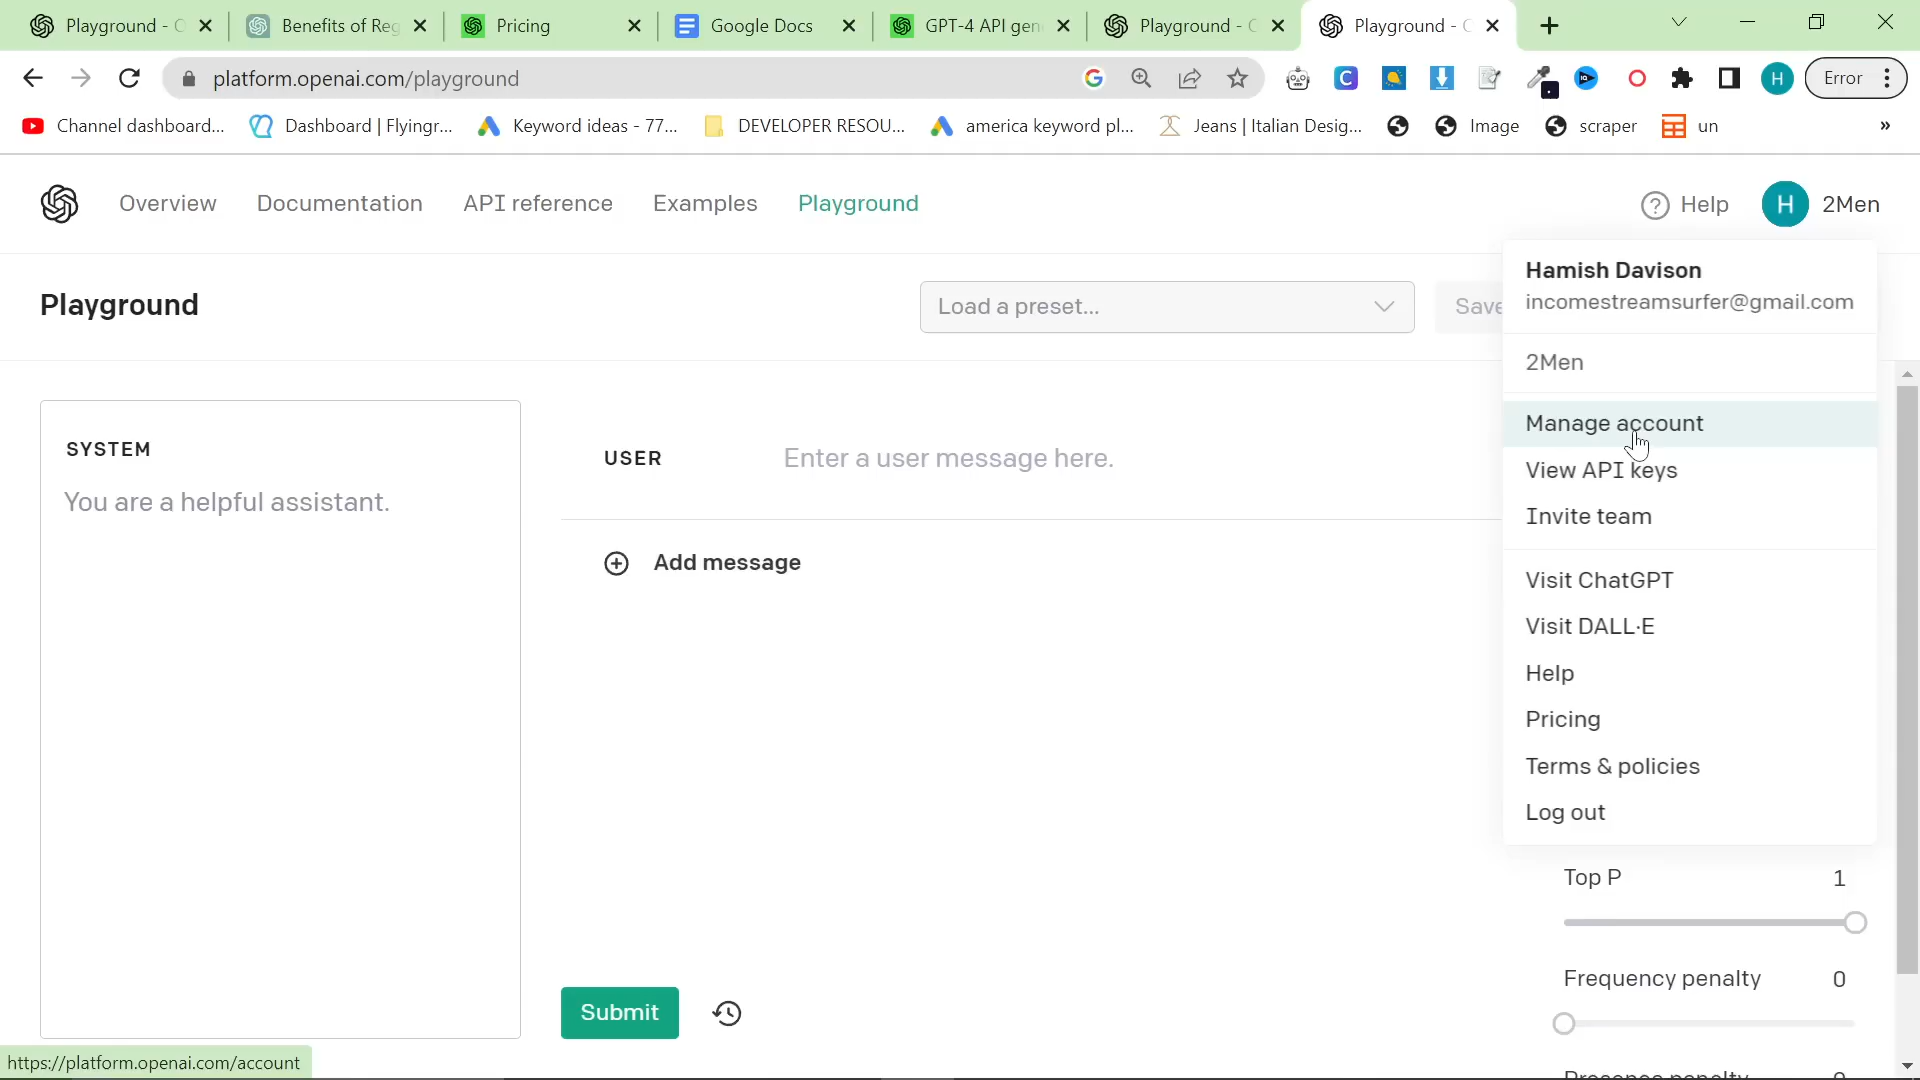 Playground - O
Benefits of Reg
Pricing
Google Docs
GPT-4 API gen
Playground - O
Playground - O
platform.openai.com/playground
Error
Channel dashboard...
Dashboard | Flyingr...
Keyword ideas - 77...
DEVELOPER RESOU...
america keyword pl...
Jeans | Italian Desig...
Image
scraper
un
»
Overview
Documentation
API reference
Examples
Playground
Help
H
2Men
Hamish Davison
incomestreamsurfer@gmail.com
2Men
Manage account
View API keys
Invite team
Visit ChatGPT
Visit DALL·E
Help
Pricing
Terms & policies
Log out
Playground
Load a preset...
Save
SYSTEM
You are a helpful assistant.
USER
Enter a user message here.
Add message
Top P
1
Frequency penalty
0
Submit
https://platform.openai.com/account